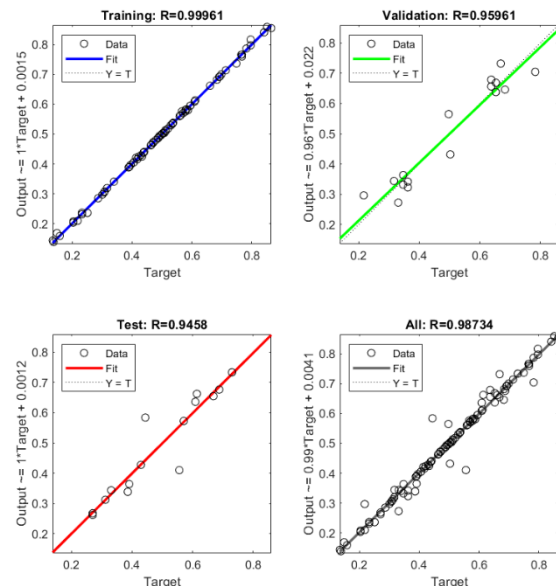 Training: R=0.99961
Output ~= 1*Target + 0.0015
0.8
0.7
0.6
0.5
0.4
0.3
0.2
Data
Fit
Y = T
0.2 0.4 0.6 0.8
Target
Validation: R=0.95961
Output ~= 0.96*Target + 0.022
0.8
0.7
0.6
0.5
0.4
0.3
0.2
Data
Fit
Y = T
0.2 0.4 0.6 0.8
Target
Test: R=0.9458
Output ~= 1*Target + 0.0012
0.8
0.7
0.6
0.5
0.4
0.3
0.2
Data
Fit
Y = T
0.2 0.4 0.6 0.8
Target
All: R=0.98734
Output ~= 0.99*Target + 0.0041
0.8
0.7
0.6
0.5
0.4
0.3
0.2
Data
Fit
Y = T
0.2 0.4 0.6 0.8
Target